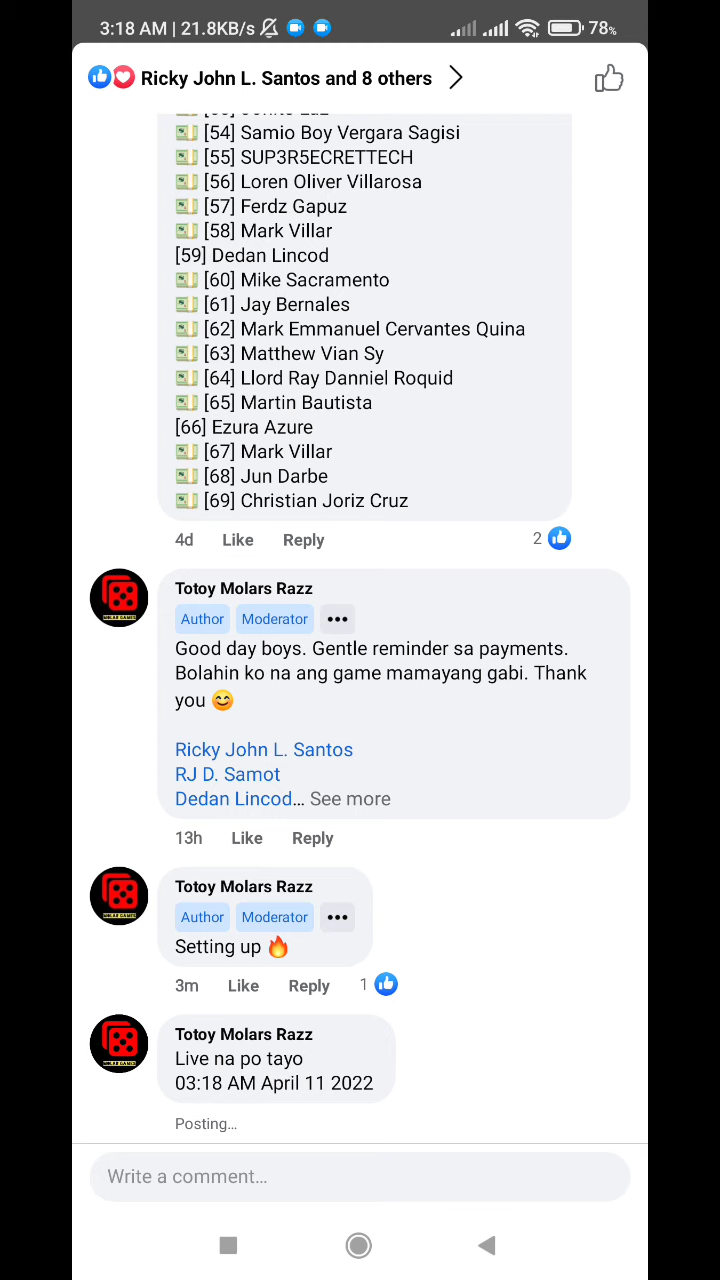 3:18 AM | 21.8KB/s 78%
Ricky John L. Santos and 8 others
[54] Samio Boy Vergara Sagisi
[55] SUP3R5ECRETTECH
[56] Loren Oliver Villarosa
[57] Ferdz Gapuz
[58] Mark Villar
[59] Dedan Lincod
[60] Mike Sacramento
[61] Jay Bernales
[62] Mark Emmanuel Cervantes Quina
[63] Matthew Vian Sy
[64] Llord Ray Danniel Roquid
[65] Martin Bautista
[66] Ezura Azure
[67] Mark Villar
[68] Jun Darbe
[69] Christian Joriz Cruz
4d Like Reply 2
Totoy Molars Razz
Author Moderator
Good day boys. Gentle reminder sa payments.
Bolahin ko na ang game mamayang gabi. Thank
you 😊
Ricky John L. Santos
RJ D. Samot
Dedan Lincod... See more
13h Like Reply
Totoy Molars Razz
Author Moderator
Setting up 🔥
3m Like Reply 1
Totoy Molars Razz
Live na po tayo
03:18 AM April 11 2022
Posting...
Write a comment...